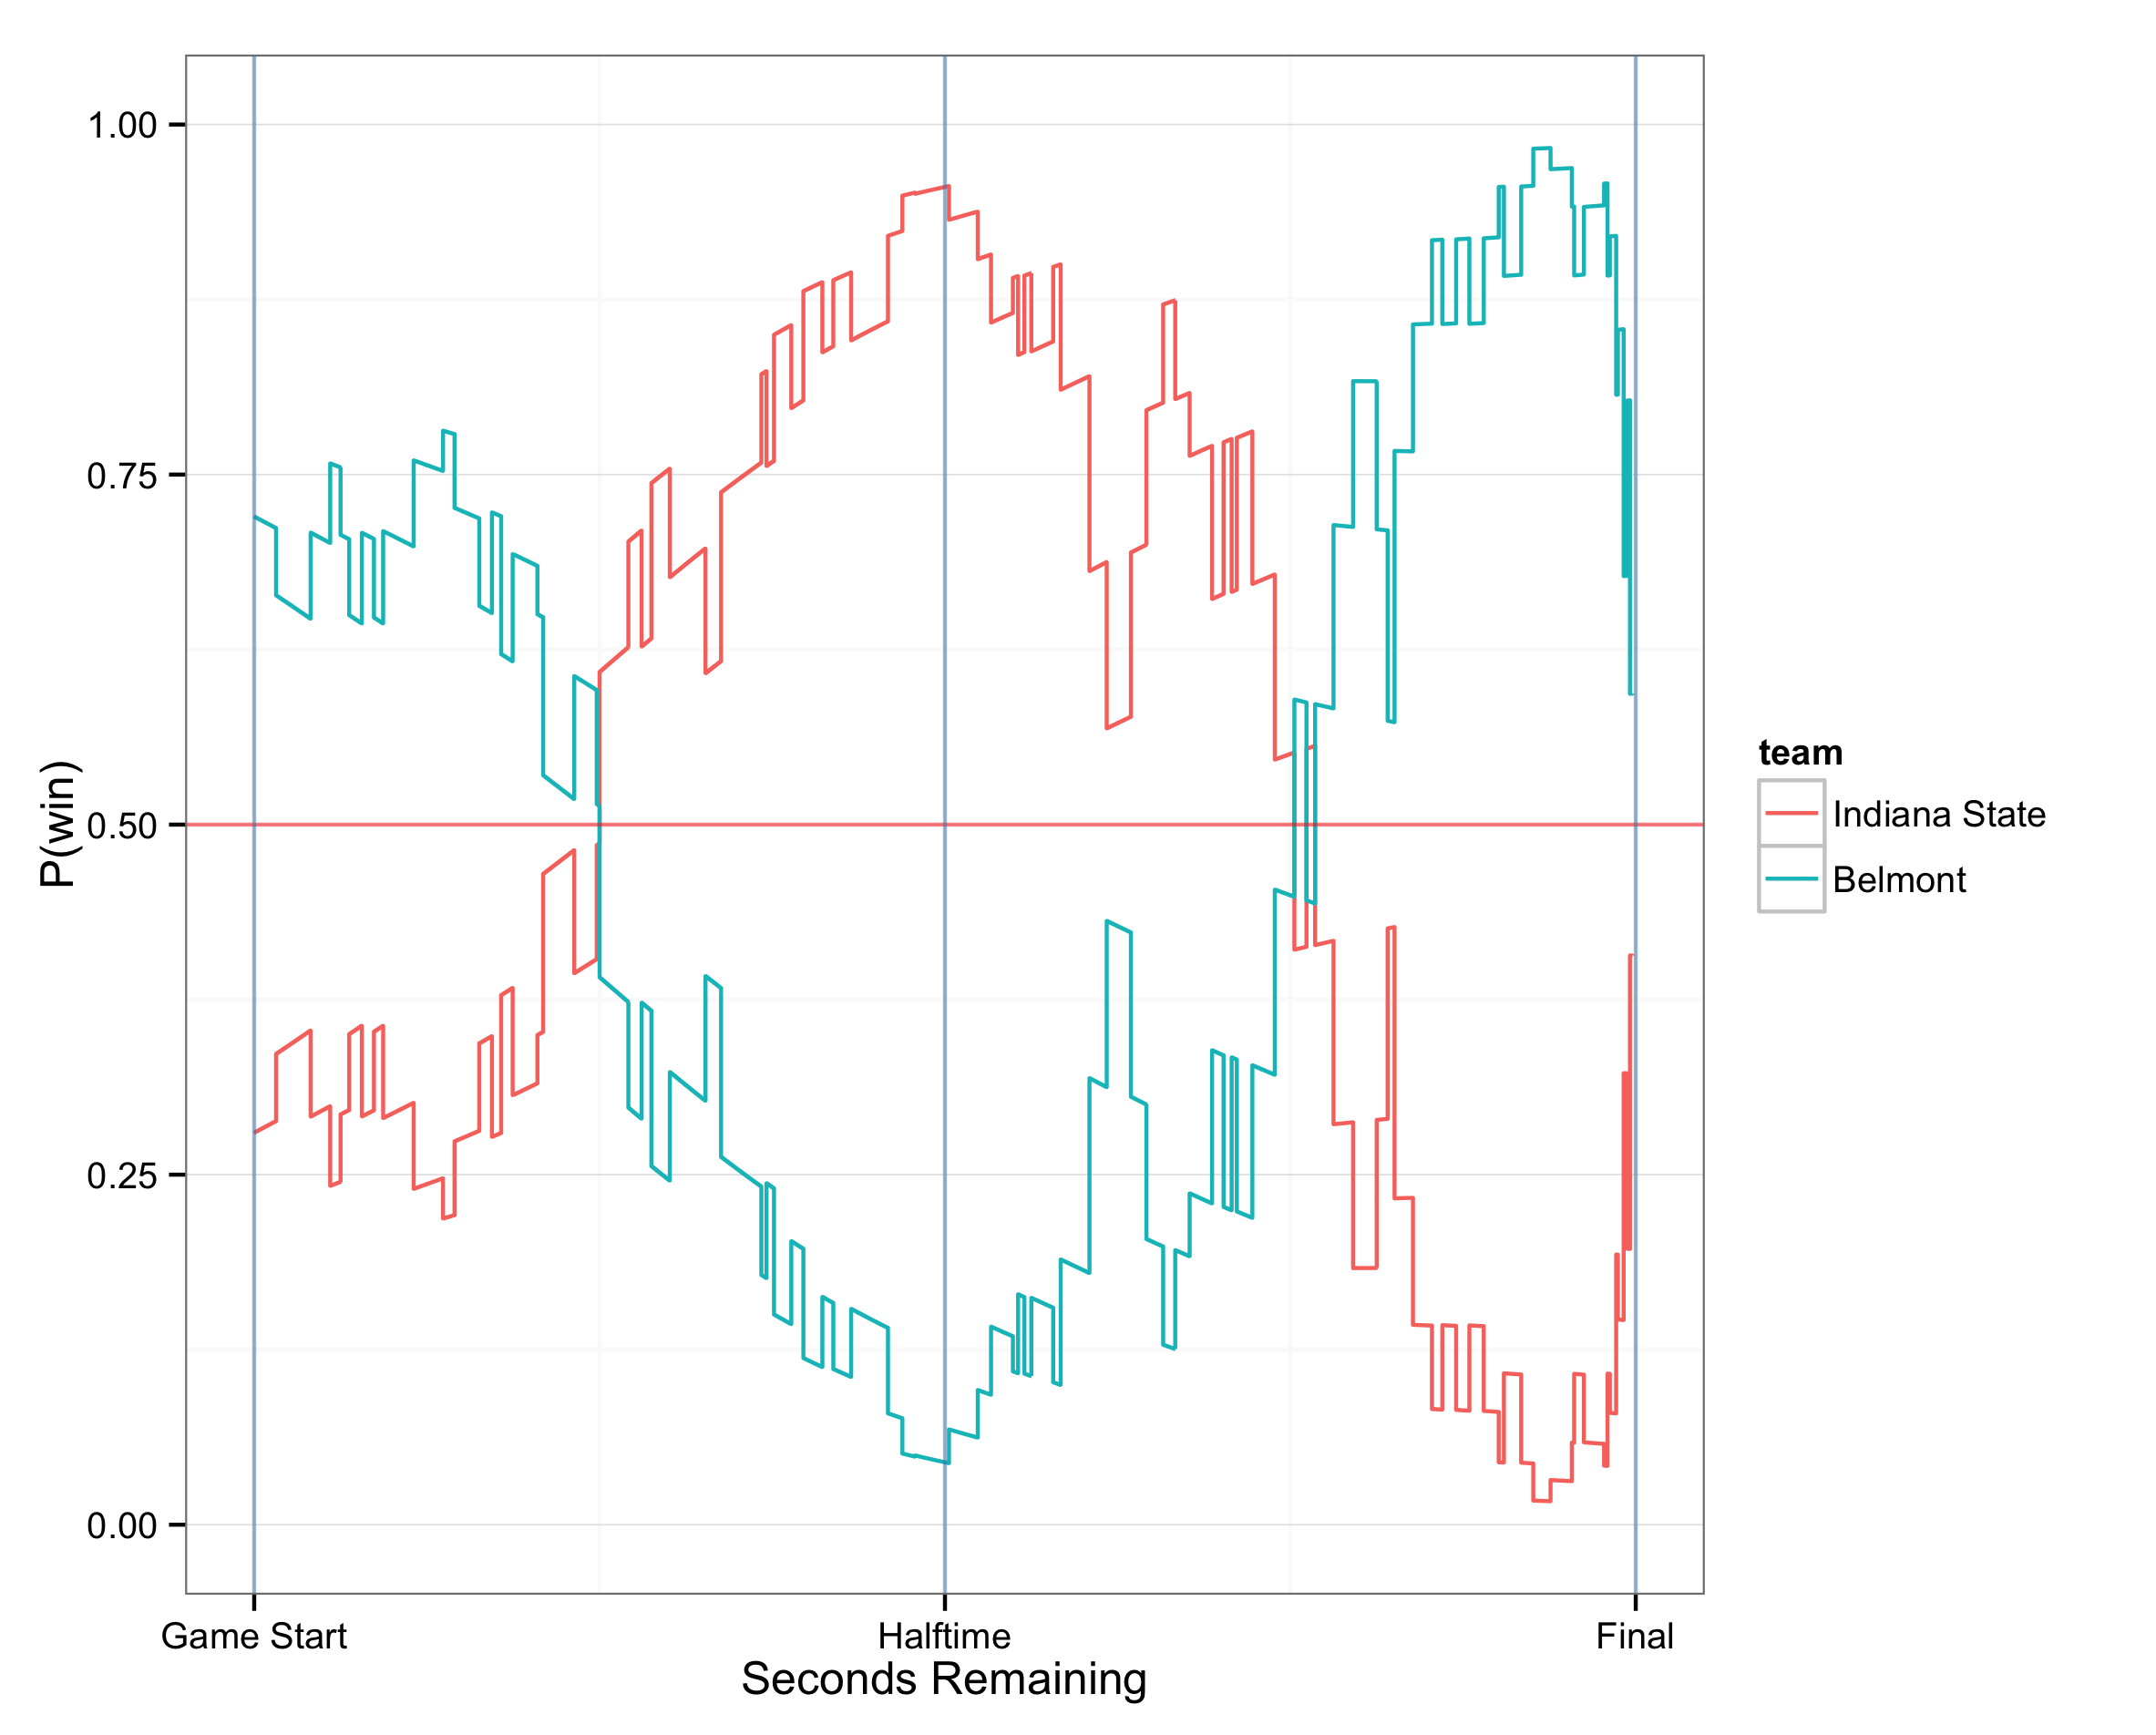 1.00
0.75
0.50
0.25
0.00
P(win)
Game Start
Halftime
Final
Seconds Remaining
team
Indiana State
Belmont